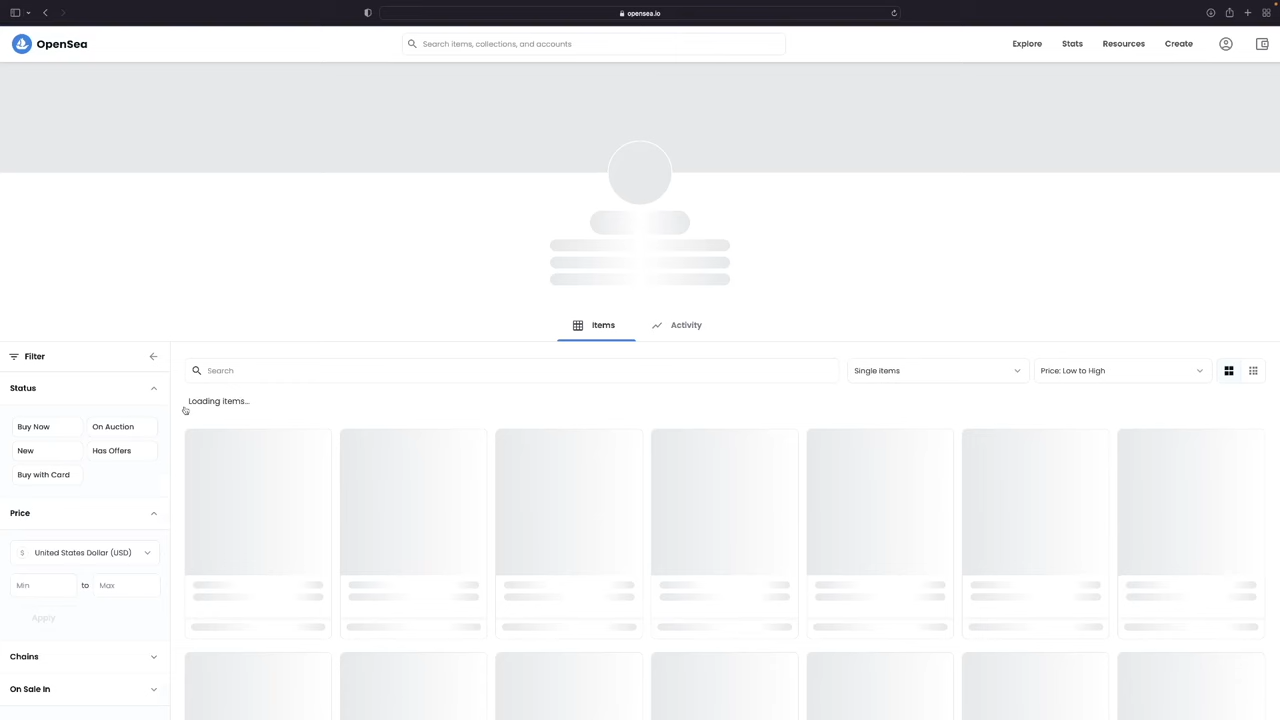 opensea.io
OpenSea
Search items, collections, and accounts
Explore
Stats
Resources
Create
Items
Activity
Filter
Search
Single items
Price: Low to High
Status
Loading items...
Buy Now
On Auction
New
Has Offers
Buy with Card
Price
$ United States Dollar (USD)
Min
to
Max
Apply
Chains
On Sale In